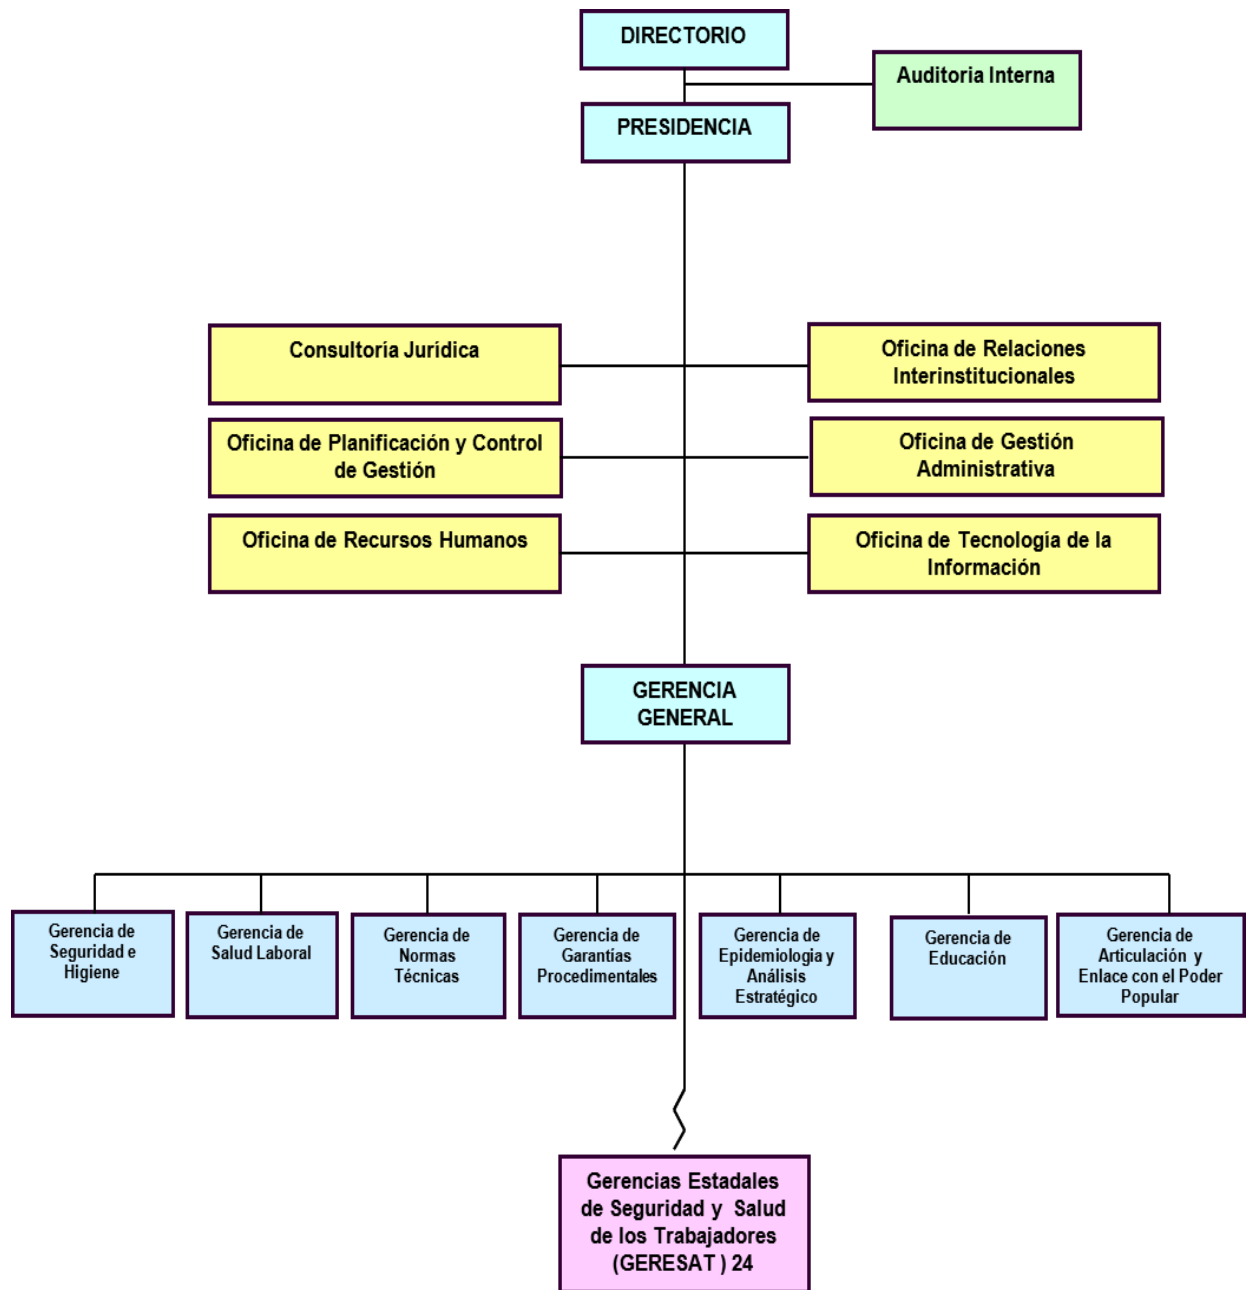 DIRECTORIO
Auditoria Interna
PRESIDENCIA
Consultoría Jurídica
Oficina de Relaciones
Interinstitucionales
Oficina de Planificación y Control
de Gestión
Oficina de Gestión
Administrativa
Oficina de Recursos Humanos
Oficina de Tecnología de la
Información
GERENCIA
GENERAL
Gerencia de
Seguridad e
Higiene
Gerencia de
Salud Laboral
Gerencia de
Normas
Técnicas
Gerencia de
Garantías
Procedimentales
Gerencia de
Epidemiologia y
Análisis
Estratégico
Gerencia de
Educación
Gerencia de
Articulación y
Enlace con el Poder
Popular
Gerencias Estadales
de Seguridad y Salud
de los Trabajadores
(GERESAT ) 24